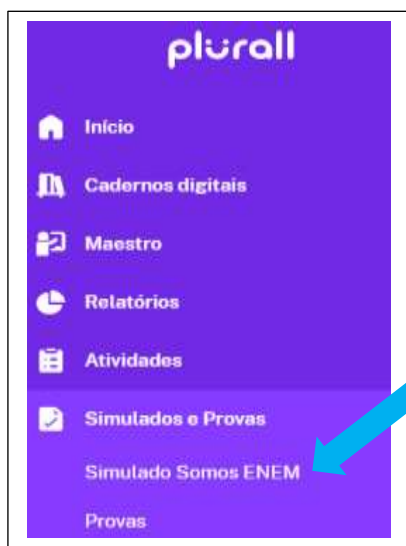 plurall
Início
Cadernos digitais
Maestro
Relatórios
Atividades
Simulados e Provas
Simulado Somos ENEM
Provas